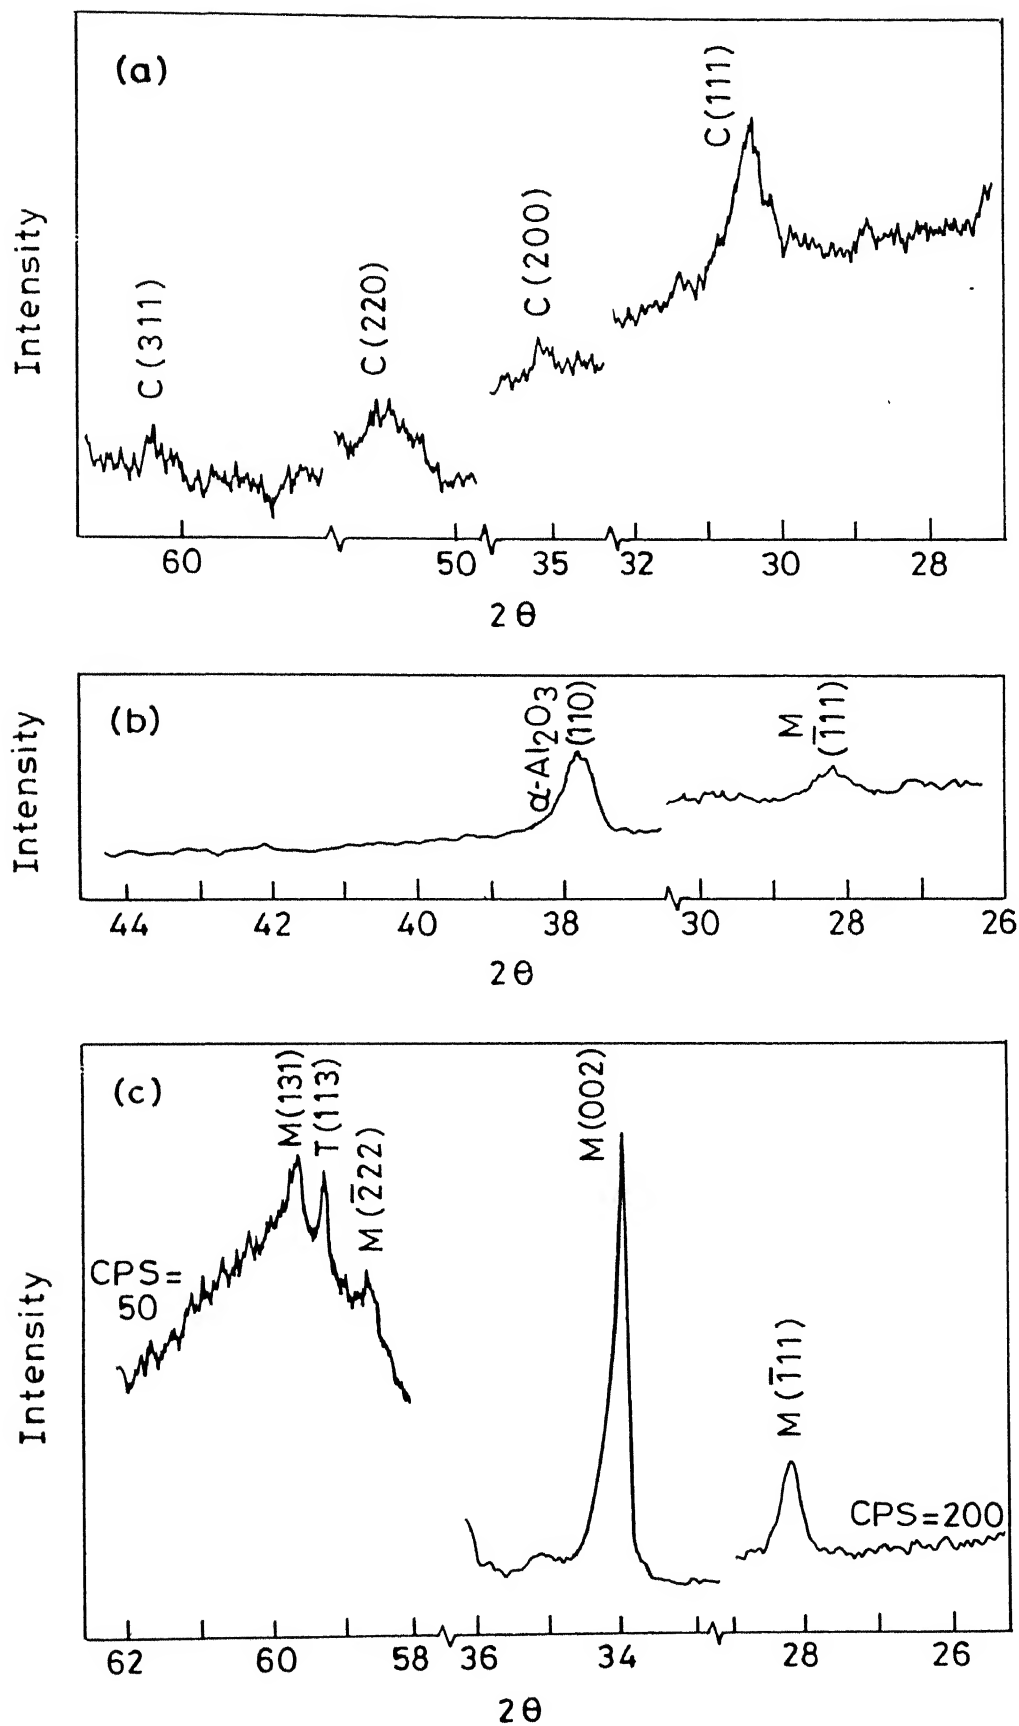 (a)
Intensity
C(311)
C(220)
C(200)
C(111)
60 50 35 32 30 28
2θ
(b)
Intensity
α-Al2O3
(110)
M
(1̅11)
44 42 40 38 30 28 26
2θ
(c)
Intensity
CPS=
50
M(131)
T(113)
M(2̅22)
M(002)
M(1̅11)
CPS=200
62 60 58 36 34 28 26
2θ